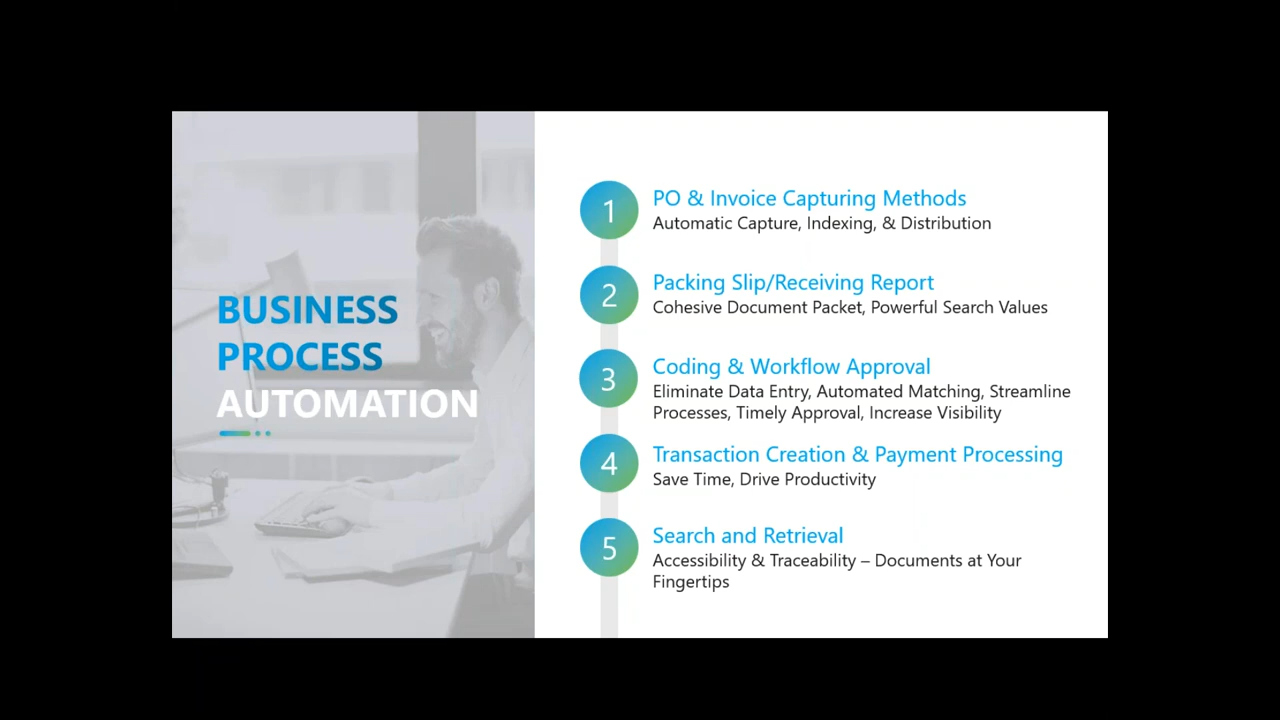 BUSINESS
PROCESS
AUTOMATION
1
PO & Invoice Capturing Methods
Automatic Capture, Indexing, & Distribution
2
Packing Slip/Receiving Report
Cohesive Document Packet, Powerful Search Values
3
Coding & Workflow Approval
Eliminate Data Entry, Automated Matching, Streamline
Processes, Timely Approval, Increase Visibility
4
Transaction Creation & Payment Processing
Save Time, Drive Productivity
5
Search and Retrieval
Accessibility & Traceability – Documents at Your
Fingertips